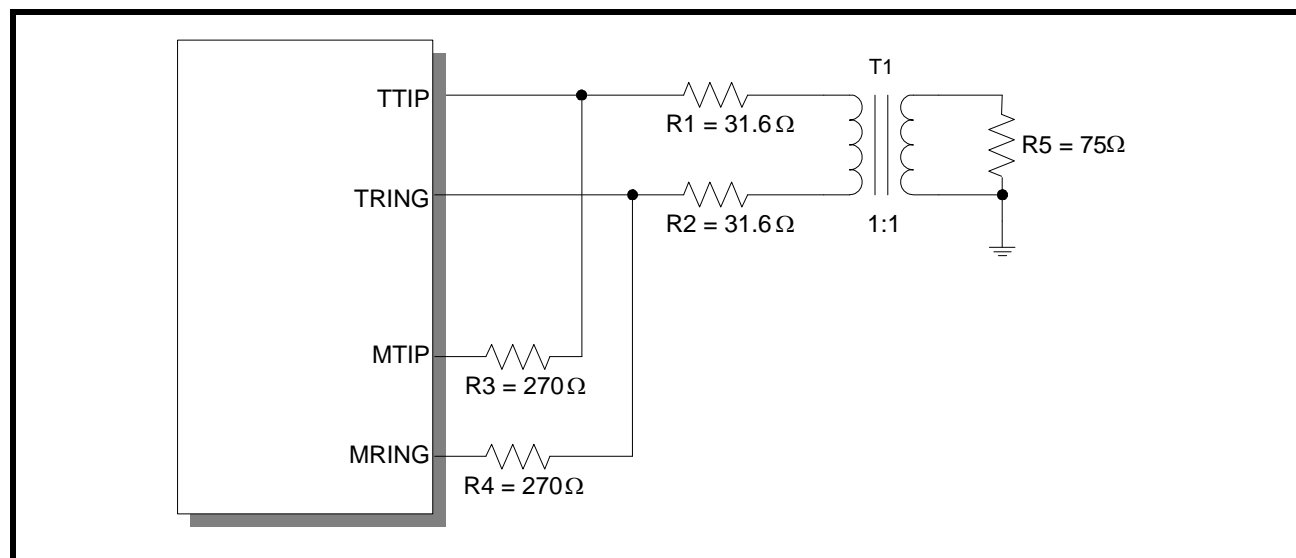 T1
TTIP
R1 = 31.6Ω
R5 = 75Ω
TRING
R2 = 31.6Ω
1:1
MTIP
R3 = 270Ω
MRING
R4 = 270Ω